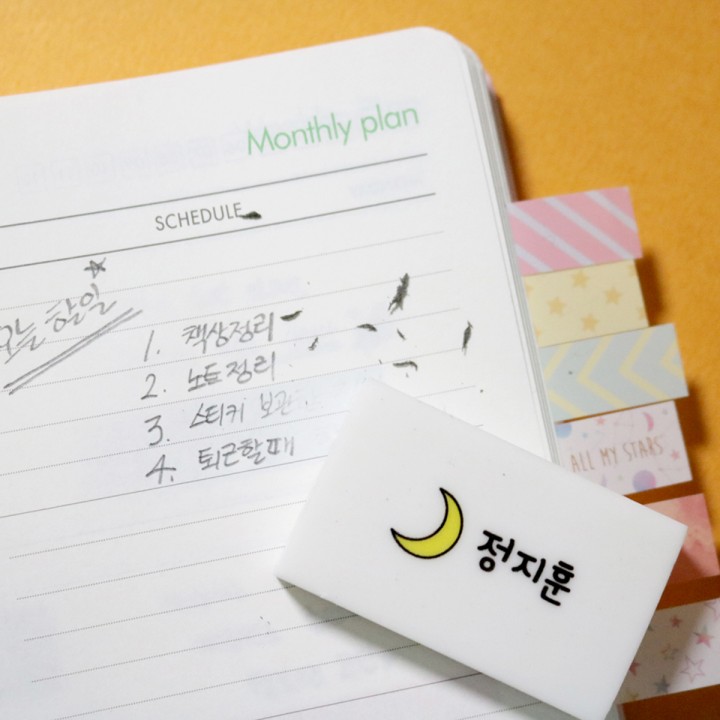 Monthly plan
SCHEDULE
오늘 할일
1. 책상정리
2. 노트정리
3. 스티커 보관
4. 퇴근할때
ALL MY STARS
정지훈